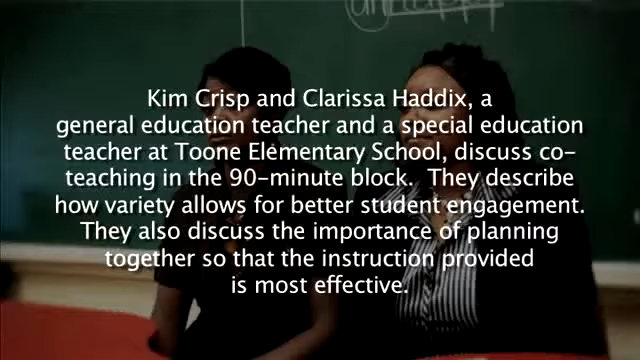 unhappy
Kim Crisp and Clarissa Haddix, a
general education teacher and a special education
teacher at Toone Elementary School, discuss co-
teaching in the 90-minute block.  They describe
how variety allows for better student engagement.
They also discuss the importance of planning
together so that the instruction provided
is most effective.